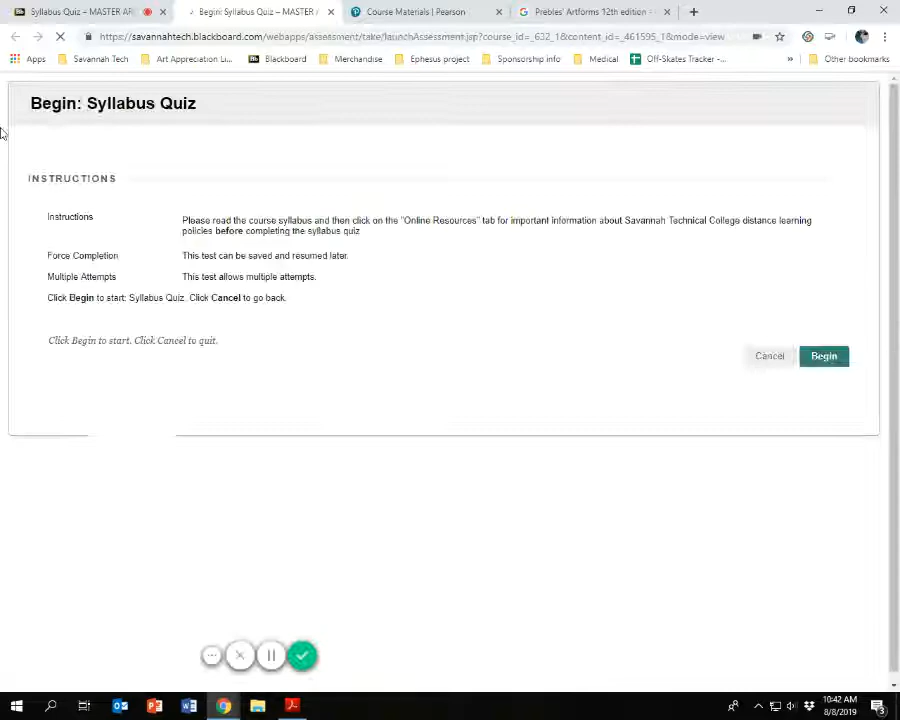 Syllabus Quiz – MASTER AR
Begin: Syllabus Quiz – MASTER A
Course Materials | Pearson
Prebles' Artforms 12th edition -
https://savannahtech.blackboard.com/webapps/assessment/take/launchAssessment.jsp?course_id=_632_1&content_id=_461595_1&mode=view
Apps
Savannah Tech
Art Appreciation Li...
Bb
Blackboard
Merchandise
Ephesus project
Sponsorship info
Medical
Off-Skates Tracker -...
»
Other bookmarks
Begin: Syllabus Quiz
INSTRUCTIONS
Instructions
Please read the course syllabus and then click on the "Online Resources" tab for important information about Savannah Technical College distance learning
policies before completing the syllabus quiz
Force Completion
This test can be saved and resumed later.
Multiple Attempts
This test allows multiple attempts.
Click Begin to start: Syllabus Quiz. Click Cancel to go back.
Click Begin to start. Click Cancel to quit.
Cancel
Begin
10:42 AM
8/8/2019
3